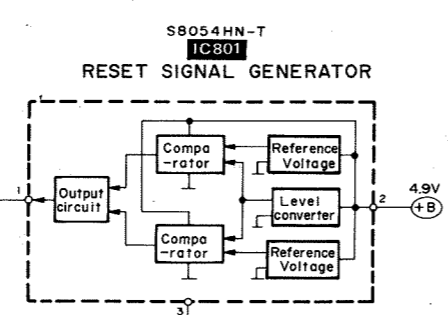 S8054HN-T
IC801
RESET SIGNAL GENERATOR
1
Compa
-rator
Reference
Voltage
1
Output
circuit
Level
converter
2
4.9V
+B
Compa
-rator
Reference
Voltage
3